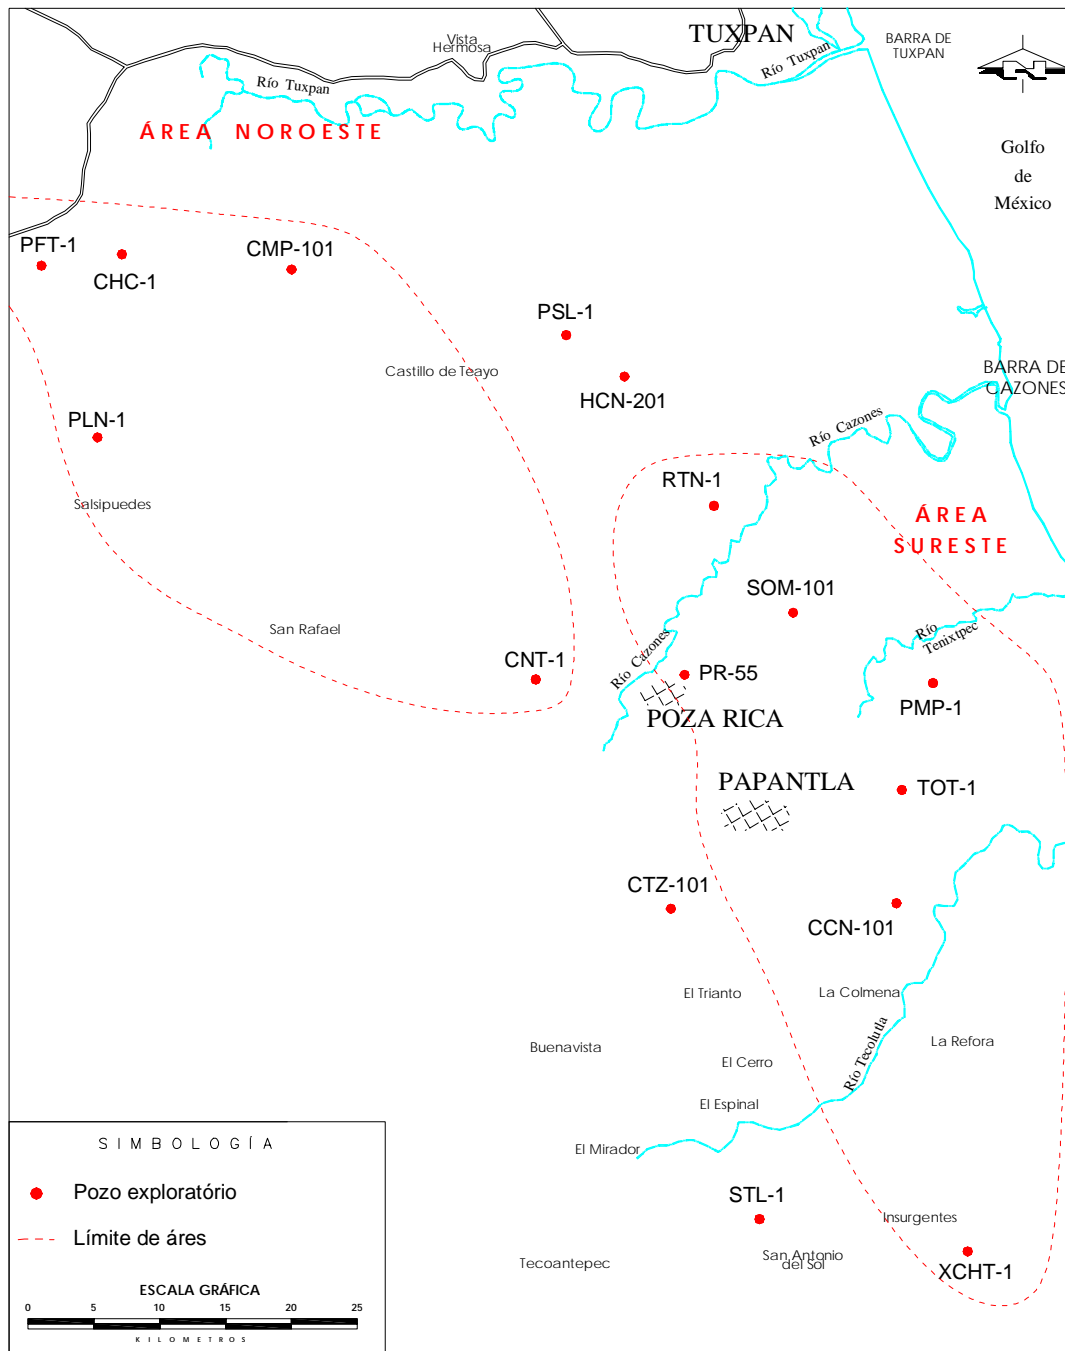 Vista
Hermosa
TUXPAN
BARRA DE
TUXPAN
Río Tuxpan
Río Tuxpan
ÁREA NOROESTE
Golfo
de
México
PFT-1
CHC-1
CMP-101
PSL-1
Castillo de Teayo
HCN-201
BARRA DE
CAZONES
PLN-1
Río Cazones
Salsipuedes
RTN-1
ÁREA
SURESTE
SOM-101
San Rafael
Río
Tenixtpec
CNT-1
Río Cazones
PR-55
PMP-1
POZA RICA
PAPANTLA
TOT-1
CTZ-101
CCN-101
El Trianto
La Colmena
Buenavista
El Cerro
Río Tecolutla
La Refora
El Espinal
El Mirador
STL-1
Insurgentes
Tecoantepec
San Antonio
del Sol
XCHT-1
SIMBOLOGÍA
Pozo exploratório
Límite de áres
ESCALA GRÁFICA
0 5 10 15 20 25
KILOMETROS